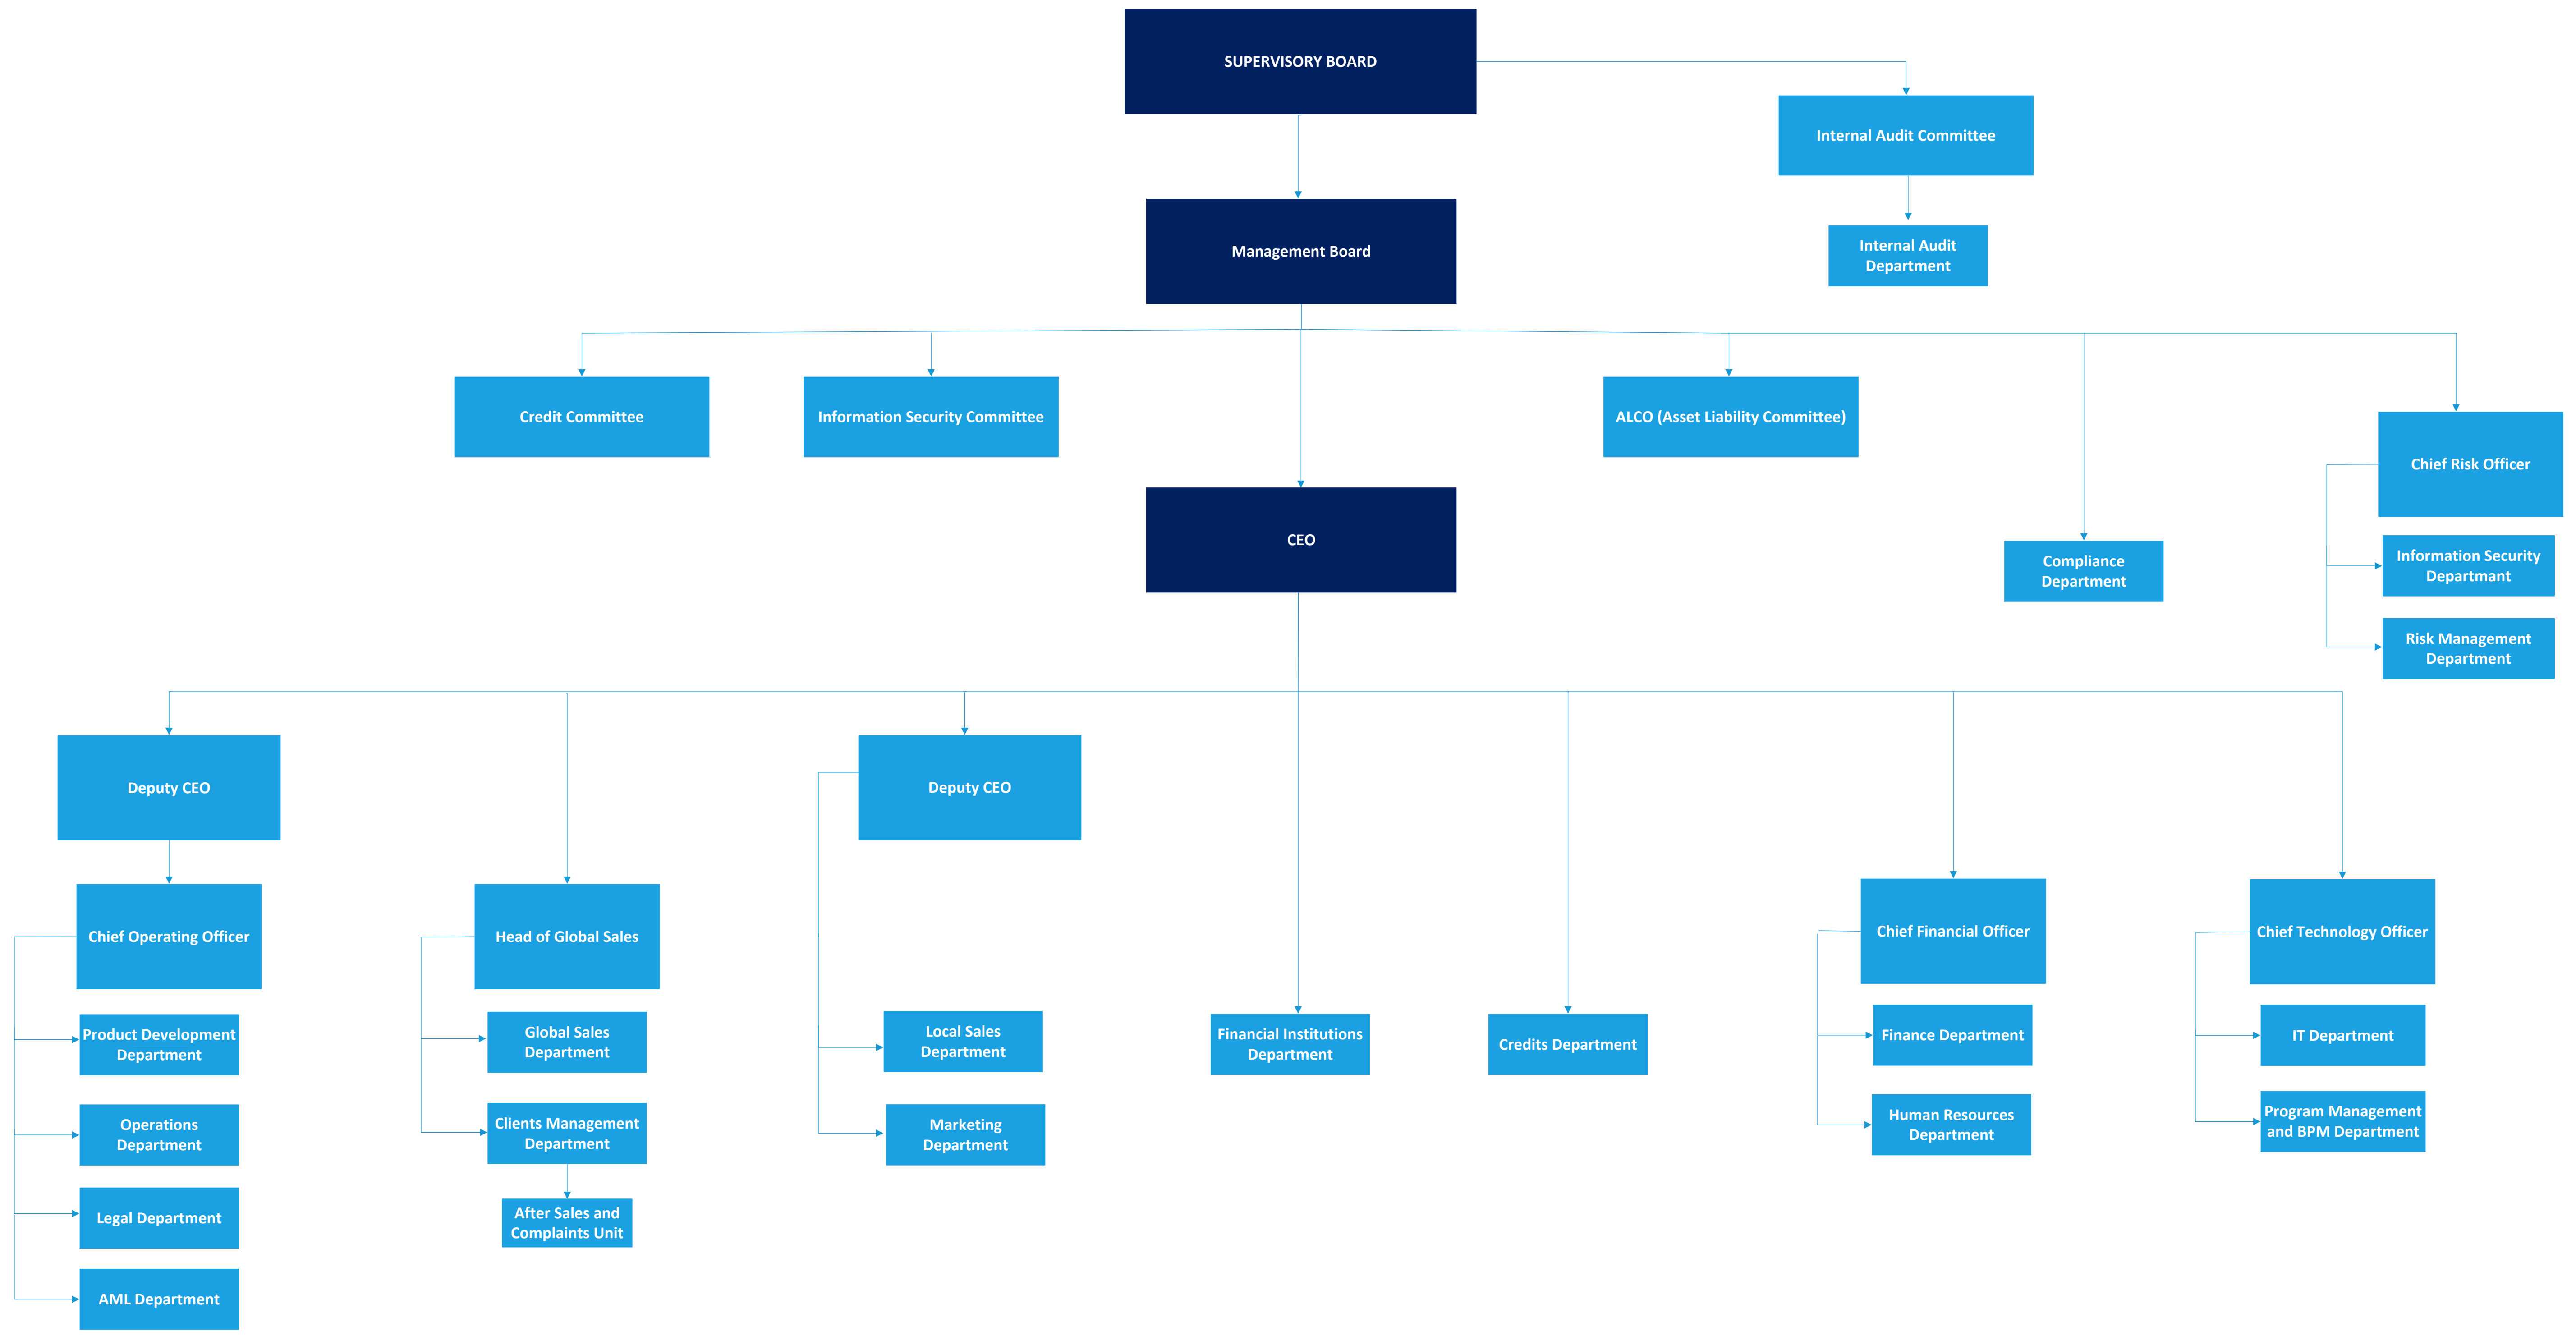 SUPERVISORY BOARD
Internal Audit Committee
Internal Audit
Department
Management Board
Credit Committee
Information Security Committee
ALCO (Asset Liability Committee)
Chief Risk Officer
CEO
Compliance
Department
Information Security
Departmant
Risk Management
Department
Deputy CEO
Deputy CEO
Chief Operating Officer
Head of Global Sales
Chief Financial Officer
Chief Technology Officer
Product Development
Department
Global Sales
Department
Local Sales
Department
Financial Institutions
Department
Credits Department
Finance Department
IT Department
Operations
Department
Clients Management
Department
Marketing
Department
Human Resources
Department
Program Management
and BPM Department
Legal Department
After Sales and
Complaints Unit
AML Department